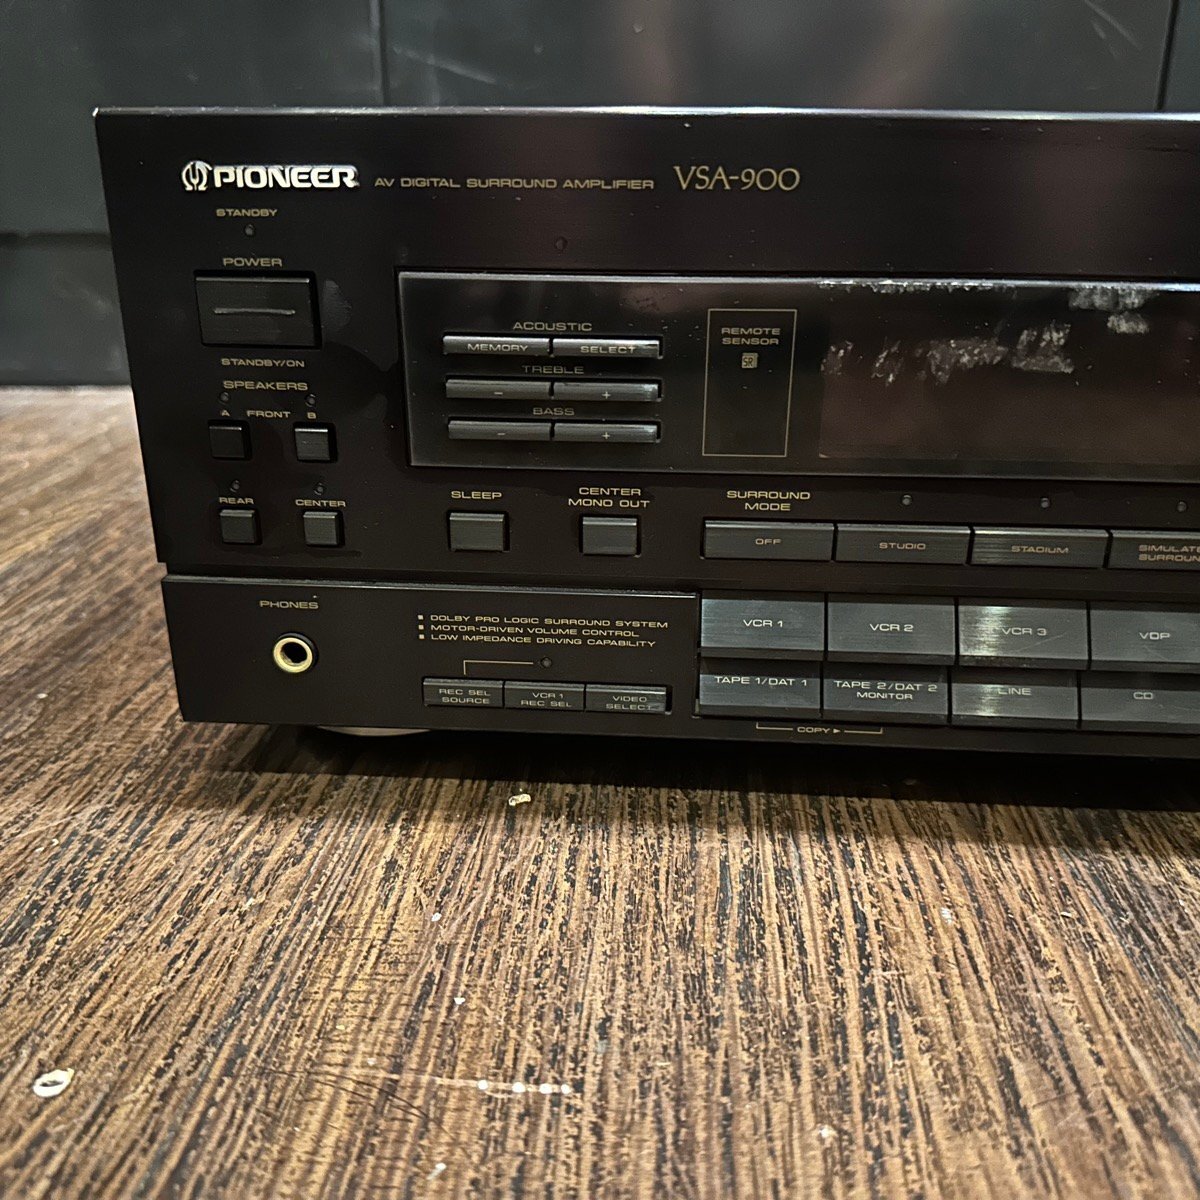 PIONEER AV DIGITAL SURROUND AMPLIFIER VSA-900
STANDBY
POWER
STANDBY/ON
SPEAKERS
A FRONT B
REAR CENTER
ACOUSTIC
MEMORY SELECT
TREBLE
− +
BASS
− +
REMOTE
SENSOR
SR
SLEEP
CENTER
MONO OUT
SURROUND
MODE
OFF STUDIO STADIUM
SIMULAT
SURROUN
PHONES
■ DOLBY PRO LOGIC SURROUND SYSTEM
■ MOTOR-DRIVEN VOLUME CONTROL
■ LOW IMPEDANCE DRIVING CAPABILITY
REC SEL
SOURCE
VCR 1
REC SEL
VIDEO
SELECT
VCR 1 VCR 2 VCR 3 VDP
TAPE 1/DAT 1
TAPE 2/DAT 2
MONITOR
LINE CD
COPY ▶